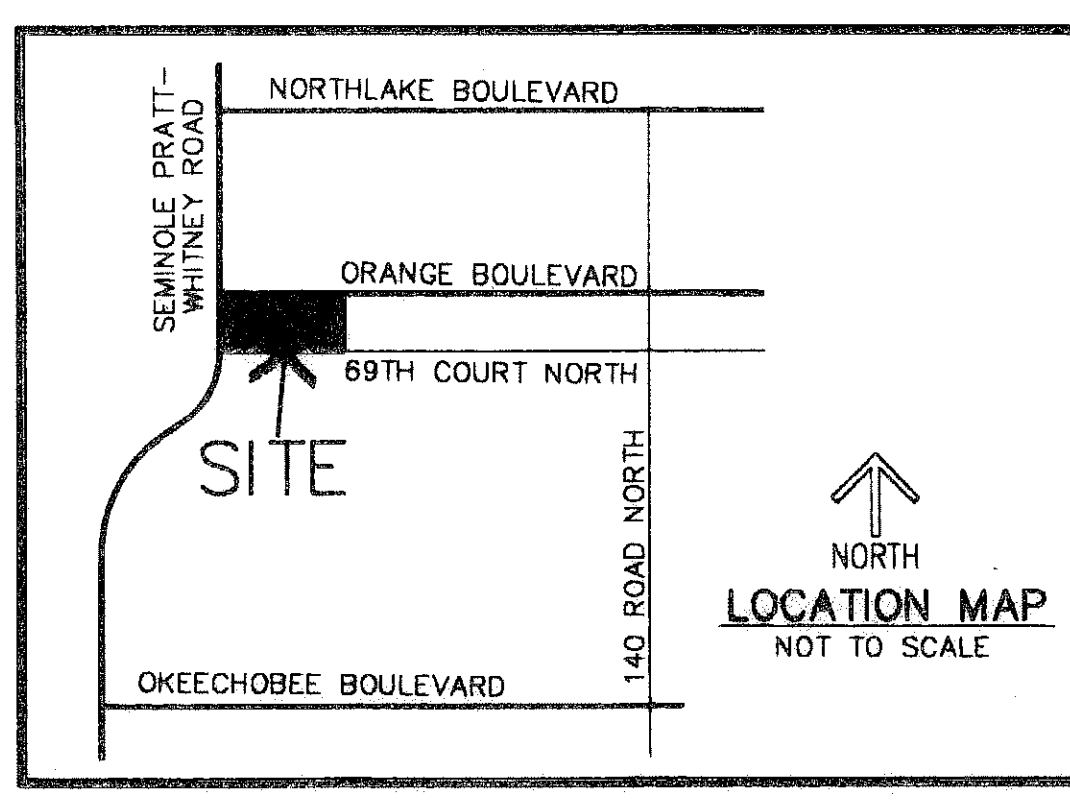 NORTHLAKE BOULEVARD
SEMINOLE PRATT-
WHITNEY ROAD
ORANGE BOULEVARD
69TH COURT NORTH
SITE
140 ROAD NORTH
NORTH
LOCATION MAP
NOT TO SCALE
OKEECHOBEE BOULEVARD